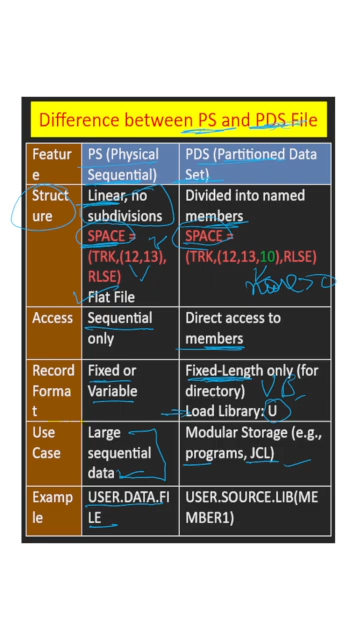 Difference between PS and PDS File
Featur
e
PS (Physical
Sequential)
PDS (Partitioned Data
Set)
Struct
ure
Linear, no
subdivisions
SPACE =
(TRK,(12,13),
RLSE)
Flat File
Divided into named
members
SPACE =
(TRK,(12,13,10),RLSE)
Access
Sequential
only
Direct access to
members
Record
Forma
t
Fixed or
Variable
Fixed-Length only (for
directory)
VB
Load Library: U
Use
Case
Large
sequential
data
Modular Storage (e.g.,
programs, JCL)
Examp
le
USER.DATA.FI
LE
USER.SOURCE.LIB(ME
MBER1)